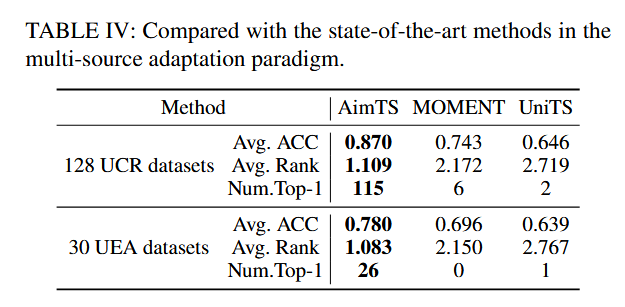 TABLE IV: Compared with the state-of-the-art methods in the
multi-source adaptation paradigm.
Method AimTS MOMENT UniTS
Avg. ACC 0.870 0.743 0.646
128 UCR datasets Avg. Rank 1.109 2.172 2.719
Num.Top-1 115 6 2
Avg. ACC 0.780 0.696 0.639
30 UEA datasets Avg. Rank 1.083 2.150 2.767
Num.Top-1 26 0 1